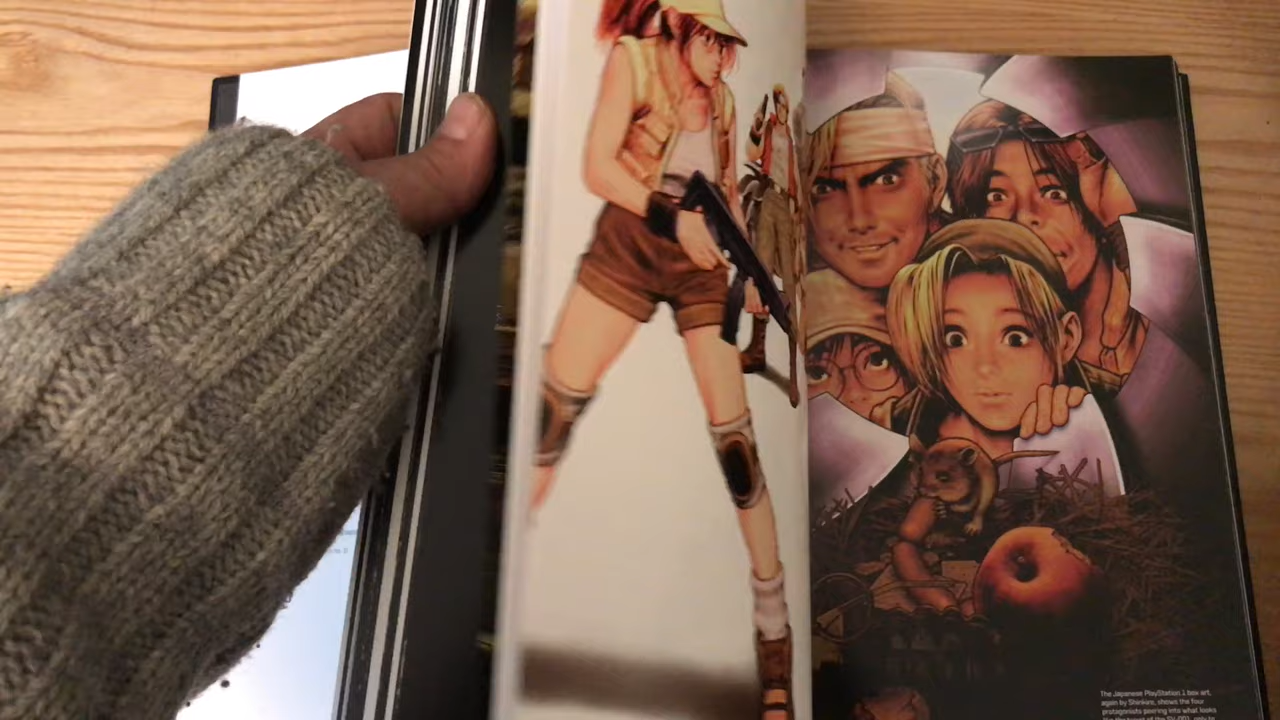 The Japanese PlayStation 1 box art,
again by Shinkiro, shows the four
protagonists peering into what looks